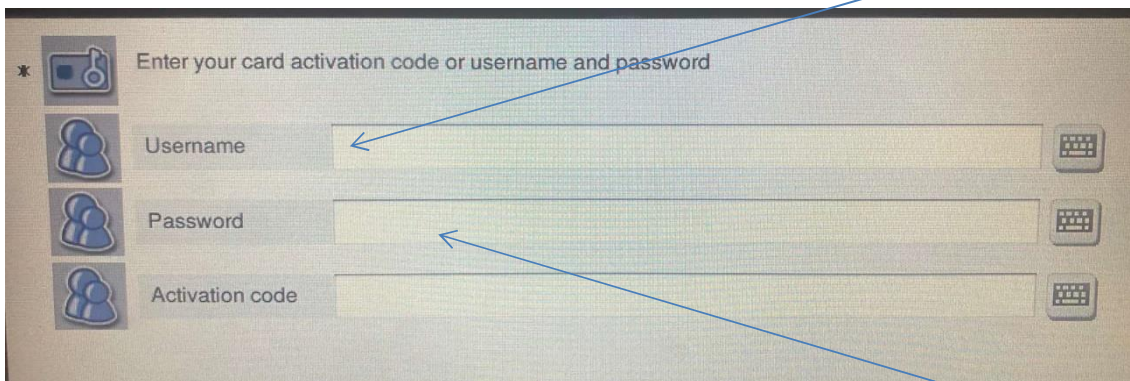 Enter your card activation code or username and password
Username
Password
Activation code